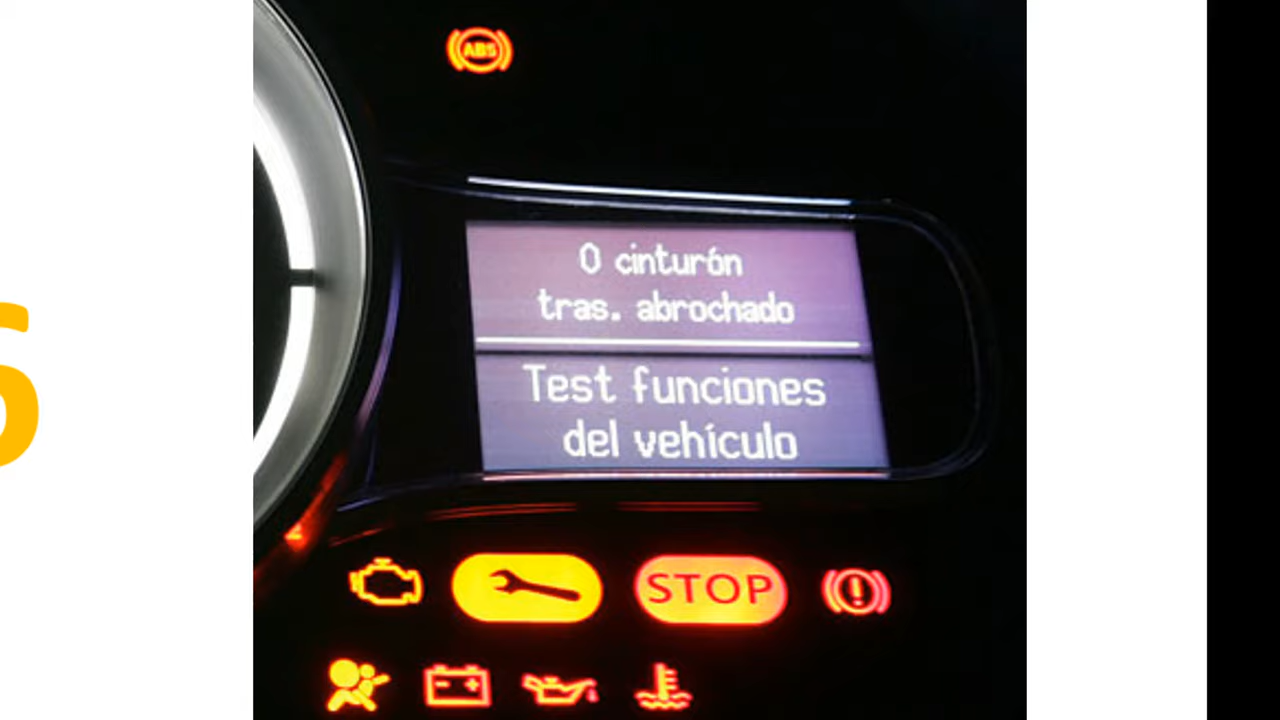 ABS
0 cinturón
tras. abrochado
Test funciones
del vehículo
STOP